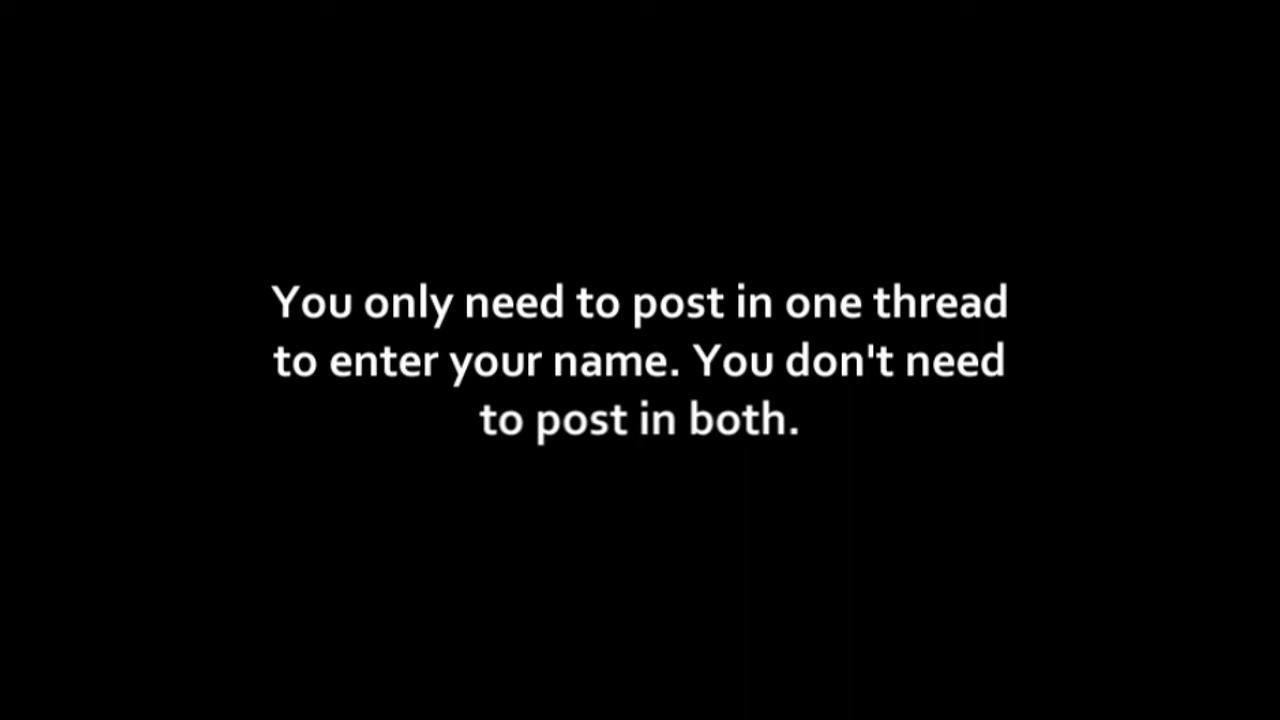 You only need to post in one thread
to enter your name. You don't need
to post in both.